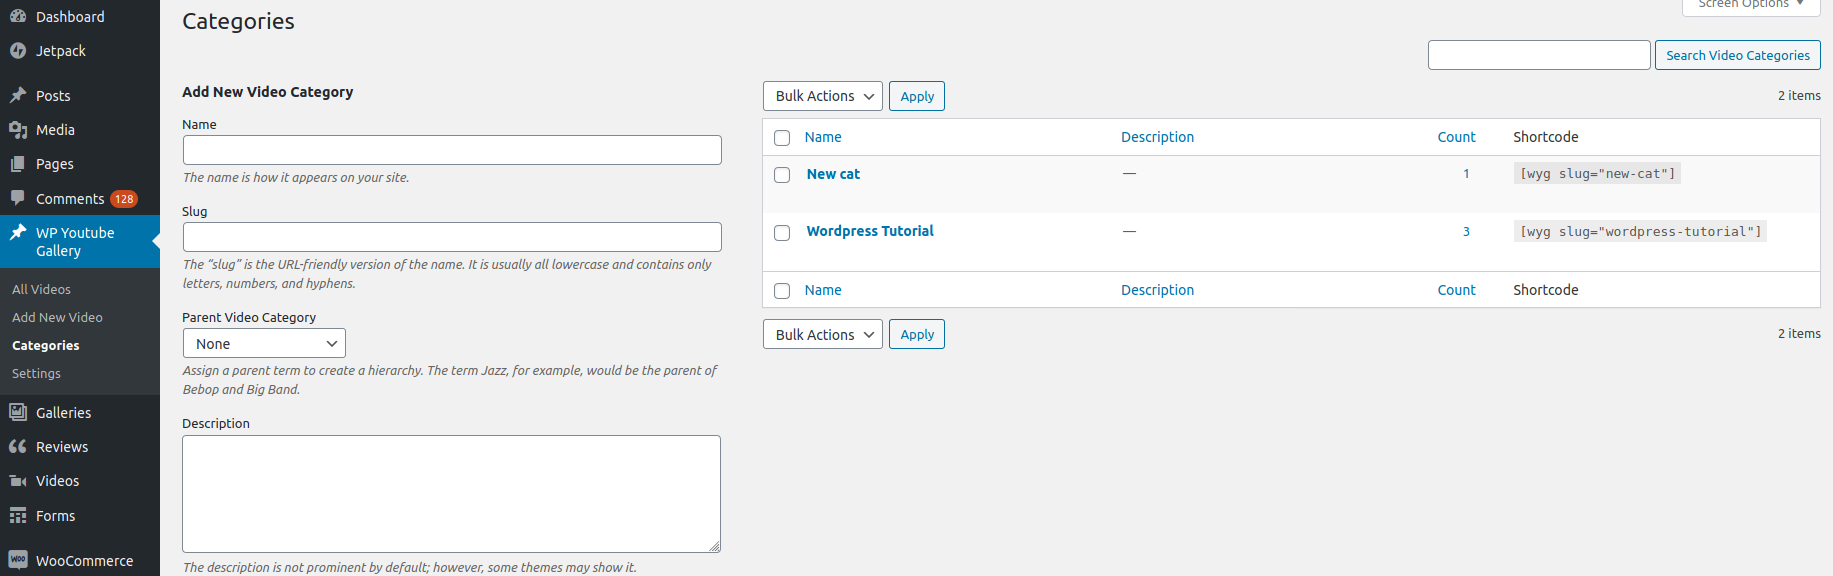 Dashboard
Jetpack
Posts
Media
Pages
Comments 128
WP Youtube
Gallery
All Videos
Add New Video
Categories
Settings
Galleries
Reviews
Videos
Forms
WOO WooCommerce
Categories
Screen Options
Search Video Categories
Add New Video Category
Name
The name is how it appears on your site.
Slug
The “slug” is the URL-friendly version of the name. It is usually all lowercase and contains only
letters, numbers, and hyphens.
Parent Video Category
None
Assign a parent term to create a hierarchy. The term Jazz, for example, would be the parent of
Bebop and Big Band.
Description
The description is not prominent by default; however, some themes may show it.
Bulk Actions Apply 2 items
Name Description Count Shortcode
New cat — 1 [wyg slug="new-cat"]
Wordpress Tutorial — 3 [wyg slug="wordpress-tutorial"]
Name Description Count Shortcode
Bulk Actions Apply 2 items